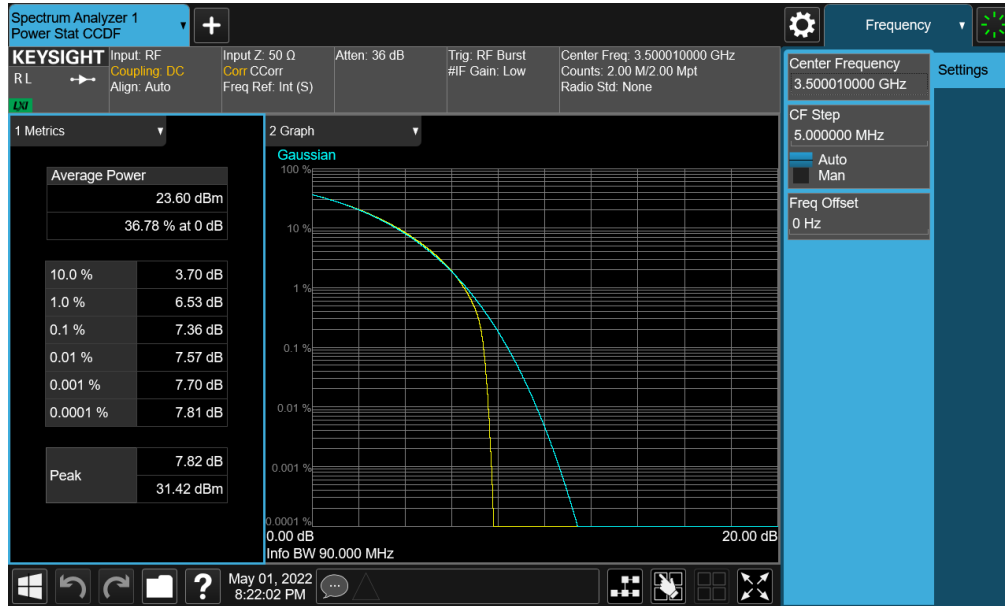 Spectrum Analyzer 1
Power Stat CCDF
+
Frequency
KEYSIGHT
R L
LXI
Input: RF
Coupling: DC
Align: Auto
Input Z: 50 Ω
Corr CCorr
Freq Ref: Int (S)
Atten: 36 dB
Trig: RF Burst
#IF Gain: Low
Center Freq: 3.500010000 GHz
Counts: 2.00 M/2.00 Mpt
Radio Std: None
Center Frequency
3.500010000 GHz
Settings
CF Step
5.000000 MHz
Auto
Man
Freq Offset
0 Hz
1 Metrics
Average Power
23.60 dBm
36.78 % at 0 dB
10.0 % 3.70 dB
1.0 % 6.53 dB
0.1 % 7.36 dB
0.01 % 7.57 dB
0.001 % 7.70 dB
0.0001 % 7.81 dB
Peak
7.82 dB
31.42 dBm
2 Graph
Gaussian
100 %
10 %
1 %
0.1 %
0.01 %
0.001 %
0.0001 %
0.00 dB 20.00 dB
Info BW 90.000 MHz
?
May 01, 2022
8:22:02 PM